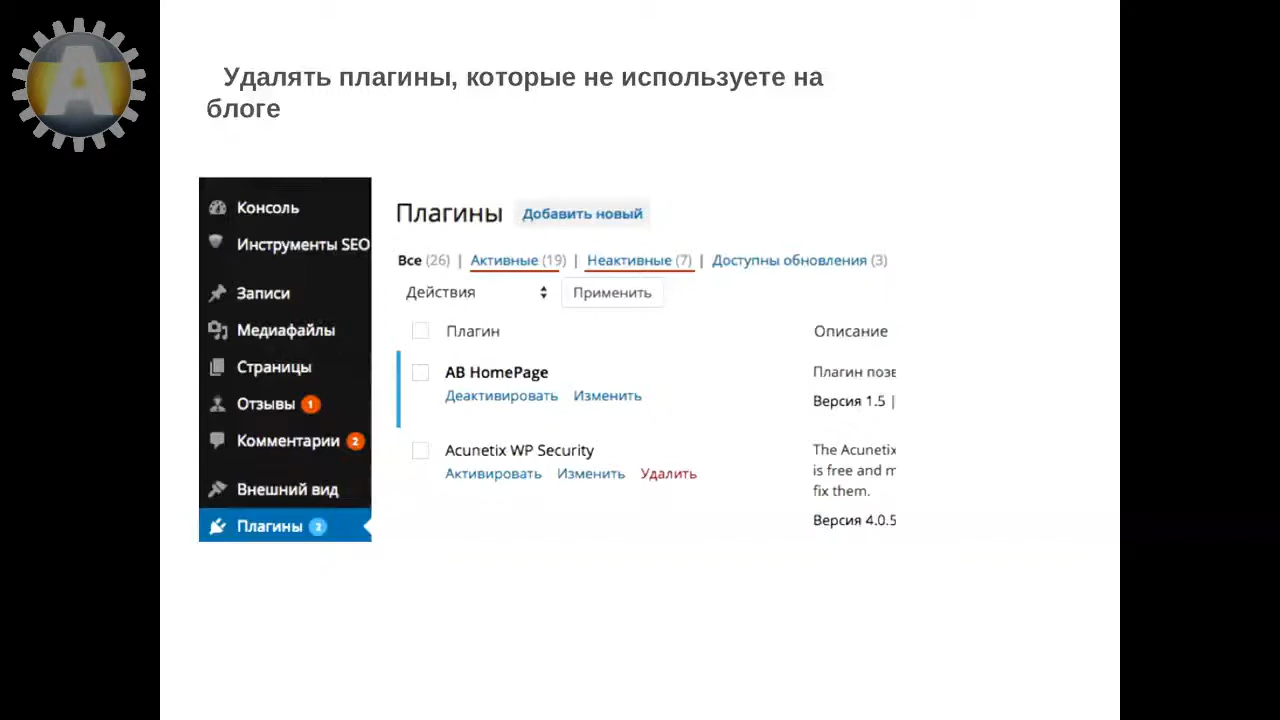 A
Удалять плагины, которые не используете на
блоге
Консоль
Инструменты SEO
Записи
Медиафайлы
Страницы
Отзывы 1
Комментарии 2
Внешний вид
Плагины 2
Плагины Добавить новый
Все (26) | Активные (19) | Неактивные (7) | Доступны обновления (3)
Действия Применить
Плагин Описание
AB HomePage Плагин позв
Деактивировать Изменить
Версия 1.5 |
Acunetix WP Security The Acunetix
Активировать Изменить Удалить is free and m
fix them.
Версия 4.0.5